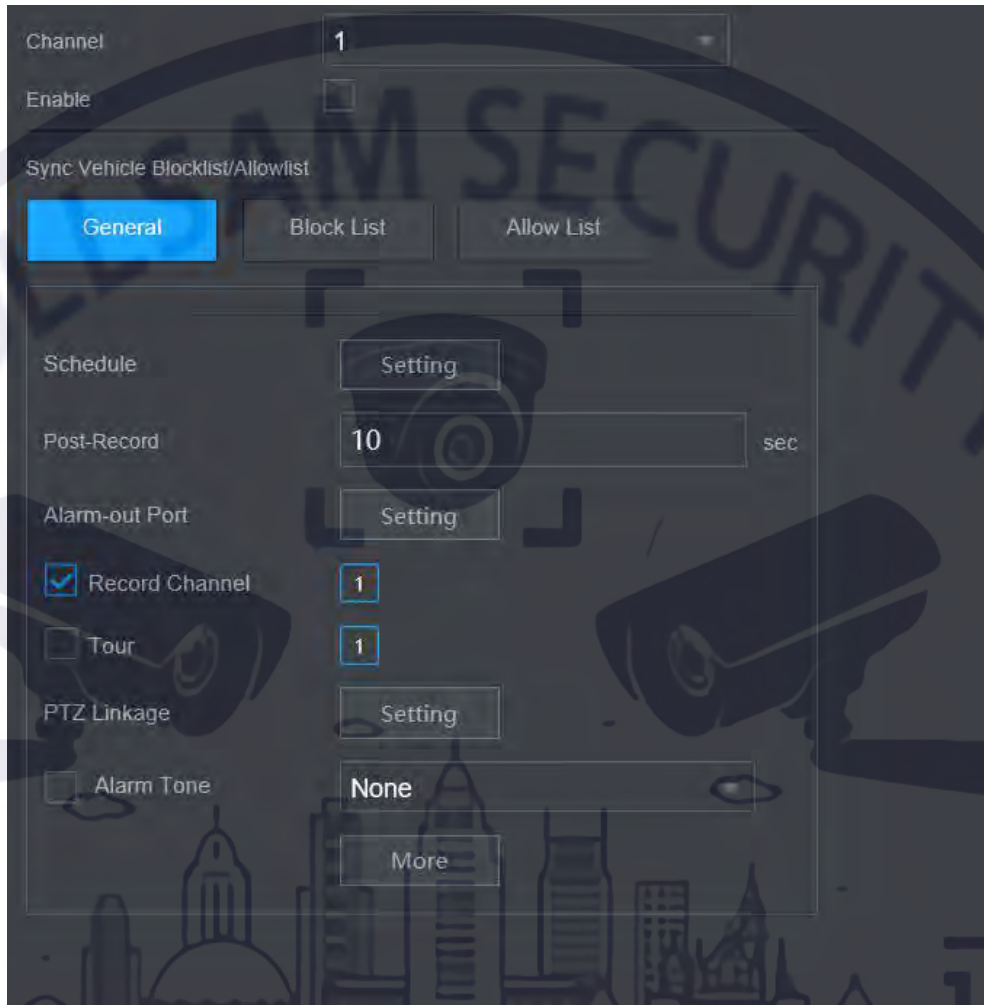 Channel 1
Enable
Sync Vehicle Blocklist/Allowlist
General Block List Allow List
Schedule Setting
Post-Record 10 sec
Alarm-out Port Setting
Record Channel 1
Tour 1
PTZ Linkage Setting
Alarm Tone None
More
SECURITY